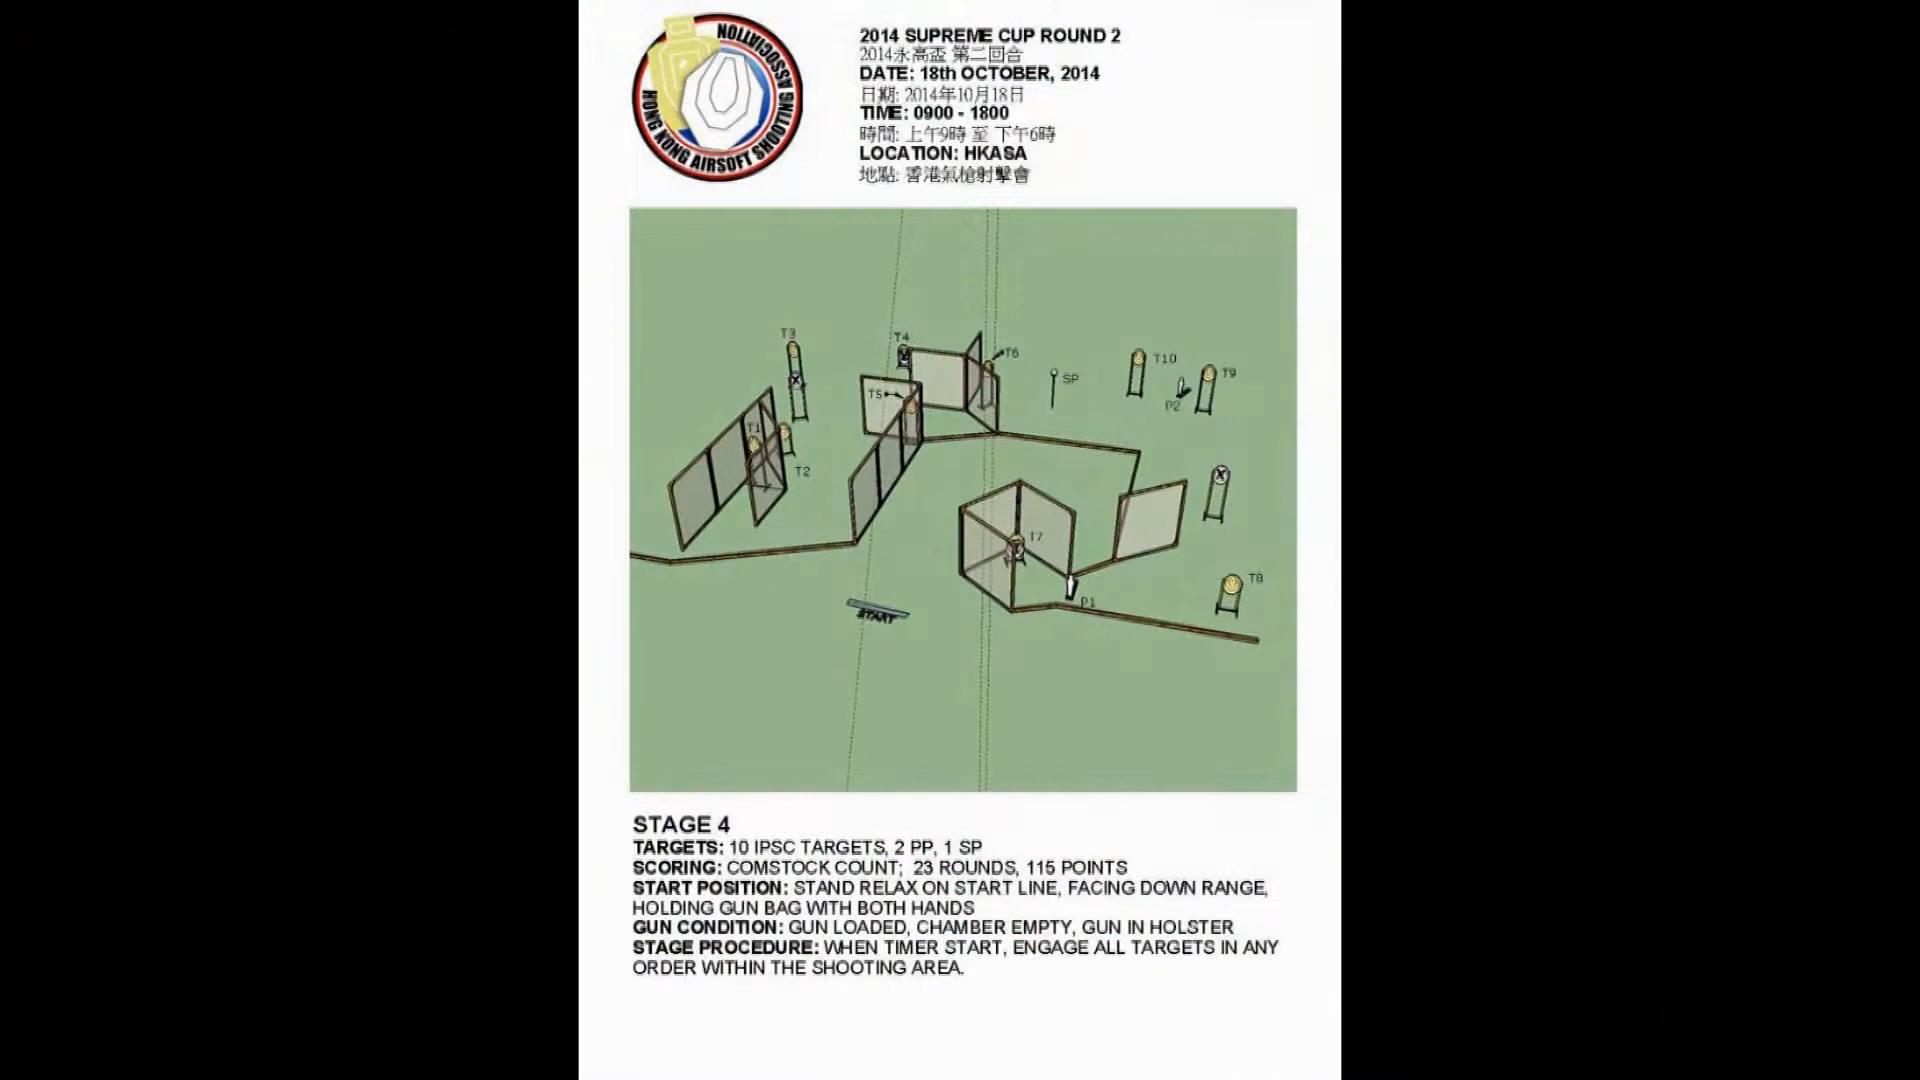 HONG KONG AIRSOFT SHOOTING ASSOCIATION
2014 SUPREME CUP ROUND 2
2014永高盃 第二回合
DATE: 18th OCTOBER, 2014
日期: 2014年10月18日
TIME: 0900 - 1800
時間: 上午9時 至 下午6時
LOCATION: HKASA
地點: 香港氣槍射擊會
T3
T4
T6
T10
SP
T9
T5
P2
T1
T2
T7
T8
P1
START
STAGE 4
TARGETS: 10 IPSC TARGETS, 2 PP, 1 SP
SCORING: COMSTOCK COUNT; 23 ROUNDS, 115 POINTS
START POSITION: STAND RELAX ON START LINE, FACING DOWN RANGE,
HOLDING GUN BAG WITH BOTH HANDS
GUN CONDITION: GUN LOADED, CHAMBER EMPTY, GUN IN HOLSTER
STAGE PROCEDURE: WHEN TIMER START, ENGAGE ALL TARGETS IN ANY
ORDER WITHIN THE SHOOTING AREA.